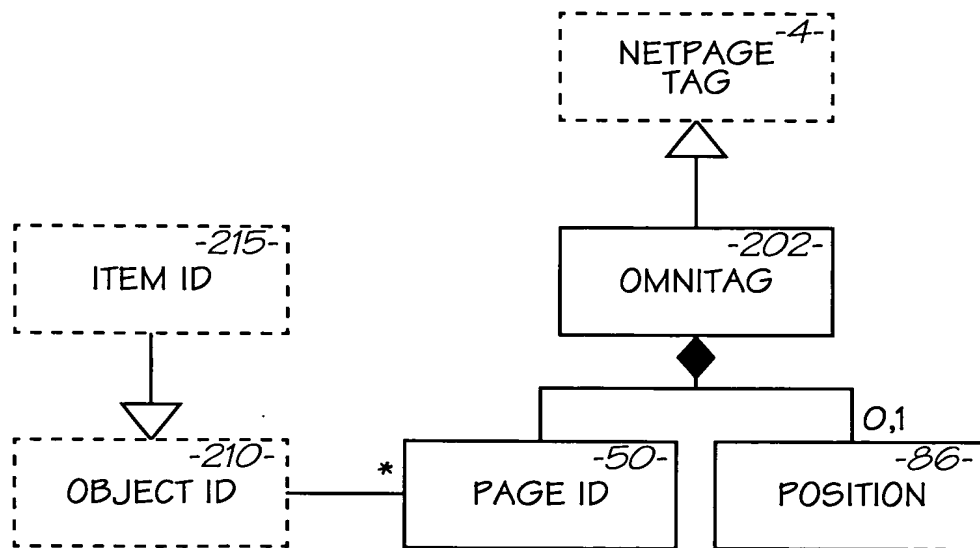 -4-
NETPAGE
TAG
-215-
ITEM ID
-202-
OMNITAG
-210-
OBJECT ID
*
-50-
PAGE ID
0,1
-86-
POSITION